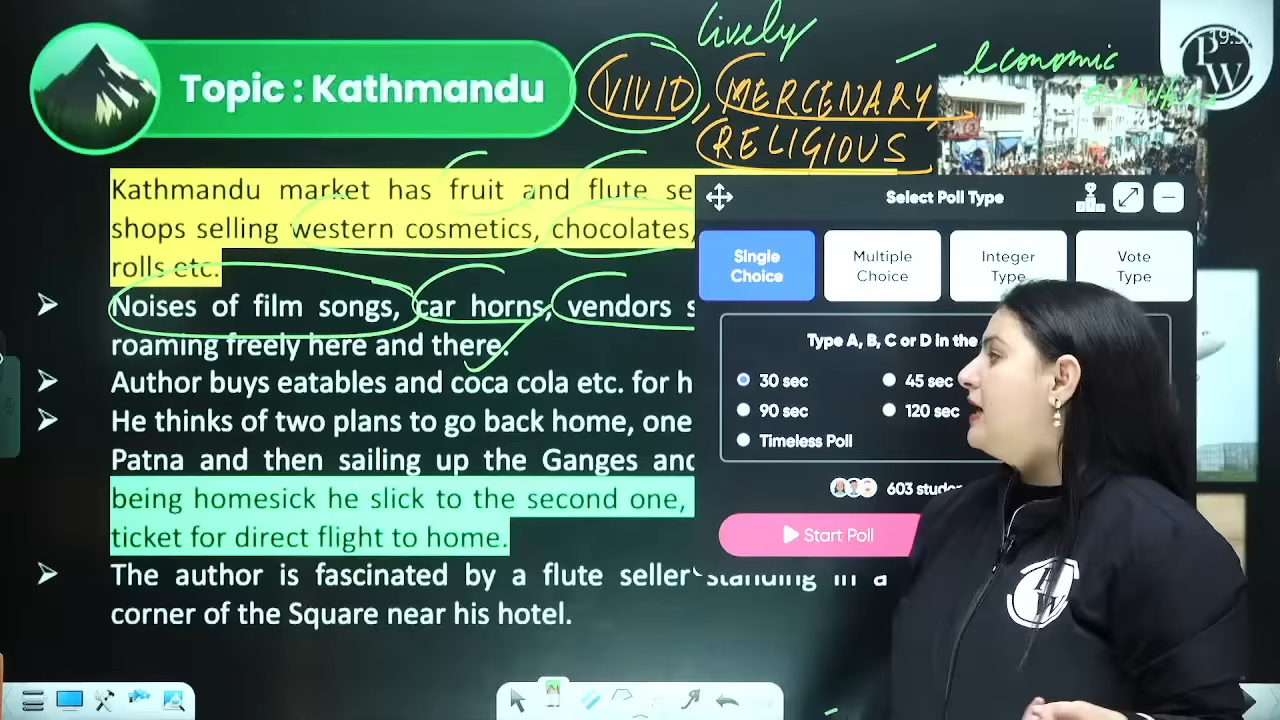 lively
economic
Topic : Kathmandu
VIVID, MERCENARY,
RELIGIOUS
P
W
Kathmandu market has fruit and flute se
shops selling western cosmetics, chocolates,
rolls etc.
Noises of film songs, car horns, vendors s
roaming freely here and there.
Author buys eatables and coca cola etc. for h
He thinks of two plans to go back home, one
Patna and then sailing up the Ganges and
being homesick he slick to the second one,
ticket for direct flight to home.
The author is fascinated by a flute seller standing in a
corner of the Square near his hotel.
Select Poll Type
Single Choice
Multiple Choice
Integer Type
Vote Type
Type A, B, C or D in the
30 sec
45 sec
90 sec
120 sec
Timeless Poll
603
Start Poll
P
W